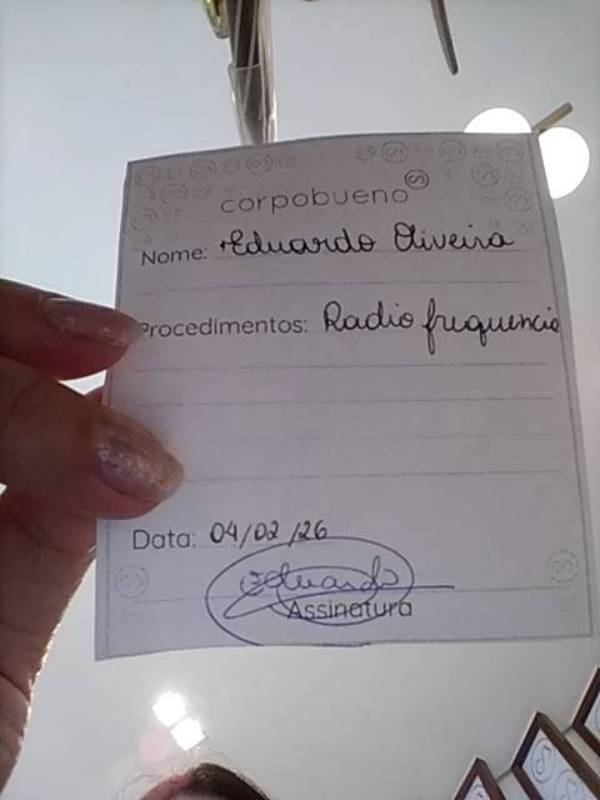 corpobueno
Nome: Eduardo Oliveira
Procedimentos: Radio frequencia
Data: 04/02/26
Eduardo
Assinatura